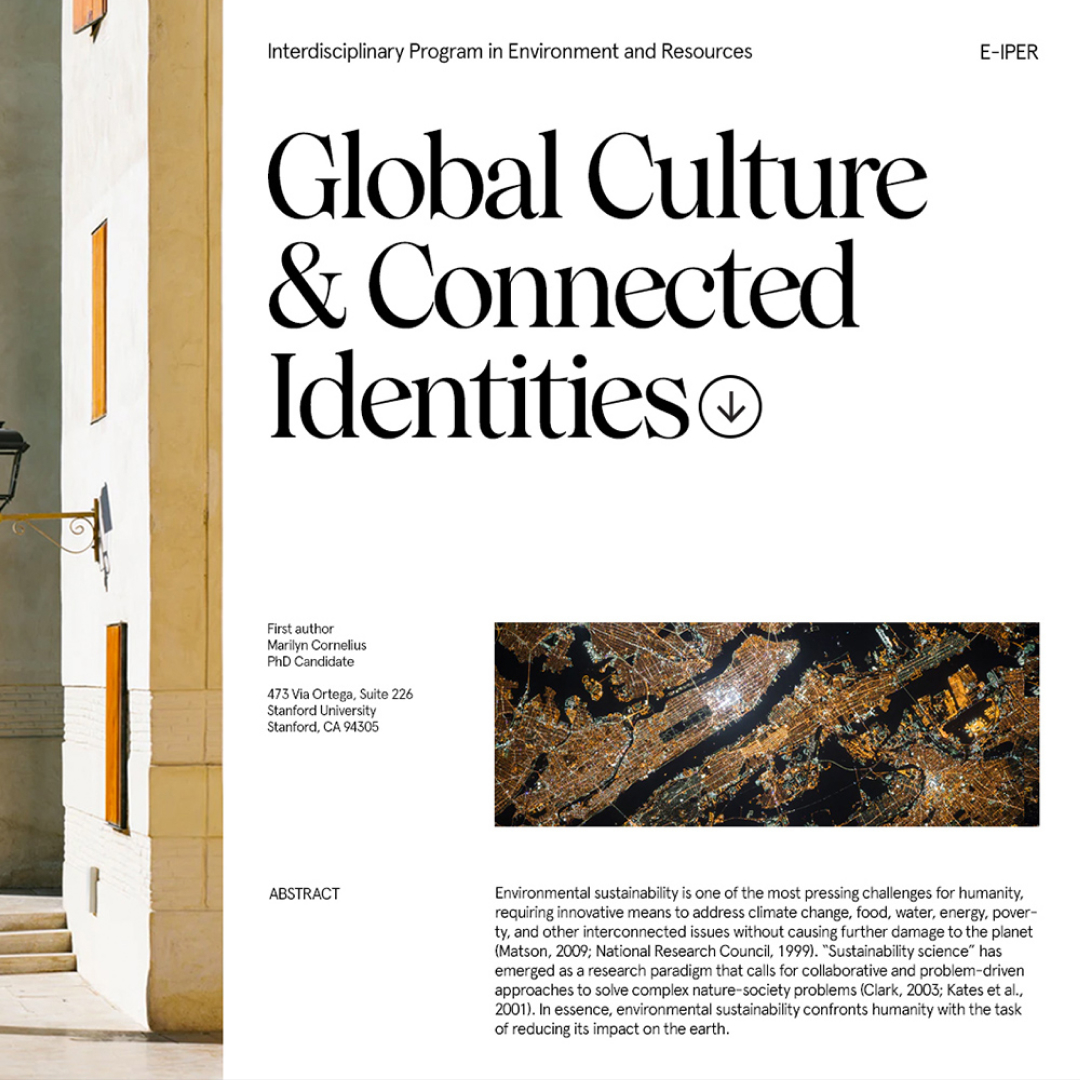 Interdisciplinary Program in Environment and Resources
E-IPER
Global Culture
& Connected
Identities
First author
Marilyn Cornelius
PhD Candidate
473 Via Ortega, Suite 226
Stanford University
Stanford, CA 94305
ABSTRACT
Environmental sustainability is one of the most pressing challenges for humanity,
requiring innovative means to address climate change, food, water, energy, pover-
ty, and other interconnected issues without causing further damage to the planet
(Matson, 2009; National Research Council, 1999). “Sustainability science” has
emerged as a research paradigm that calls for collaborative and problem-driven
approaches to solve complex nature-society problems (Clark, 2003; Kates et al.,
2001). In essence, environmental sustainability confronts humanity with the task
of reducing its impact on the earth.